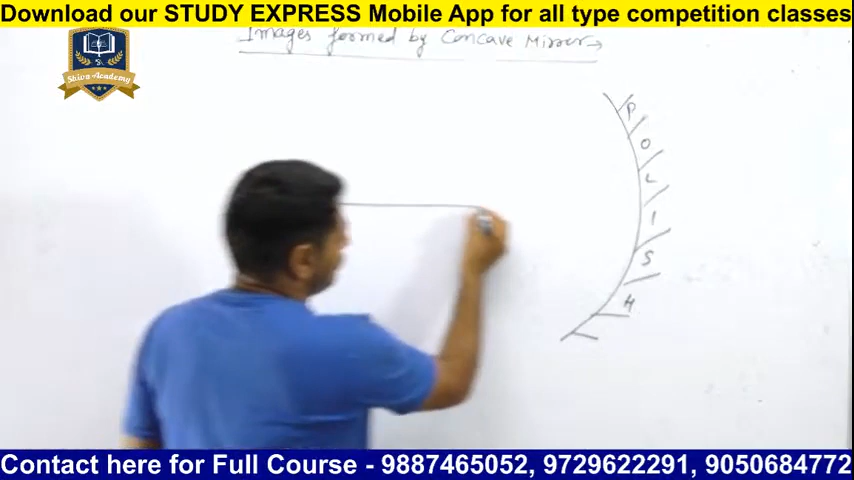 Download our STUDY EXPRESS Mobile App for all type competition classes
Images formed by Concave Mirror→
Shiva Academy
P
O
L
I
S
H
Contact here for Full Course - 9887465052, 9729622291, 9050684772